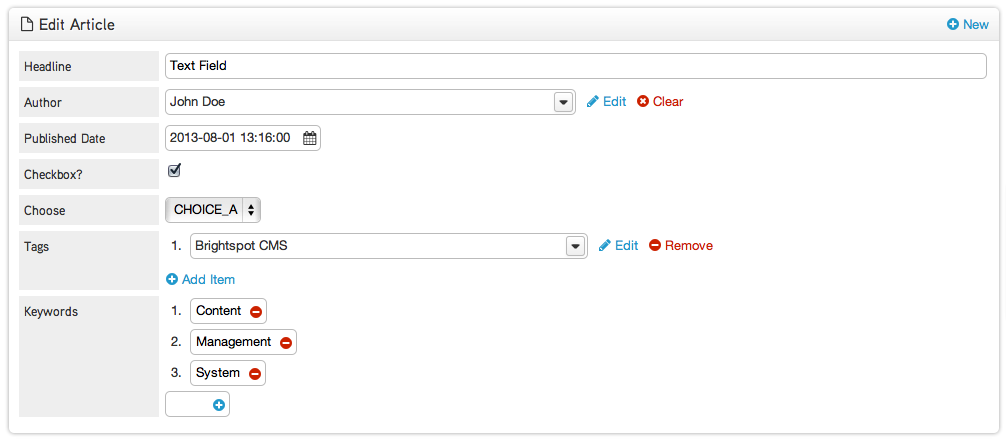 Edit Article
New
Headline
Text Field
Author
John Doe
Edit
Clear
Published Date
2013-08-01 13:16:00
Checkbox?
Choose
CHOICE_A
Tags
1. Brightspot CMS
Edit
Remove
Add Item
Keywords
1. Content
2. Management
3. System